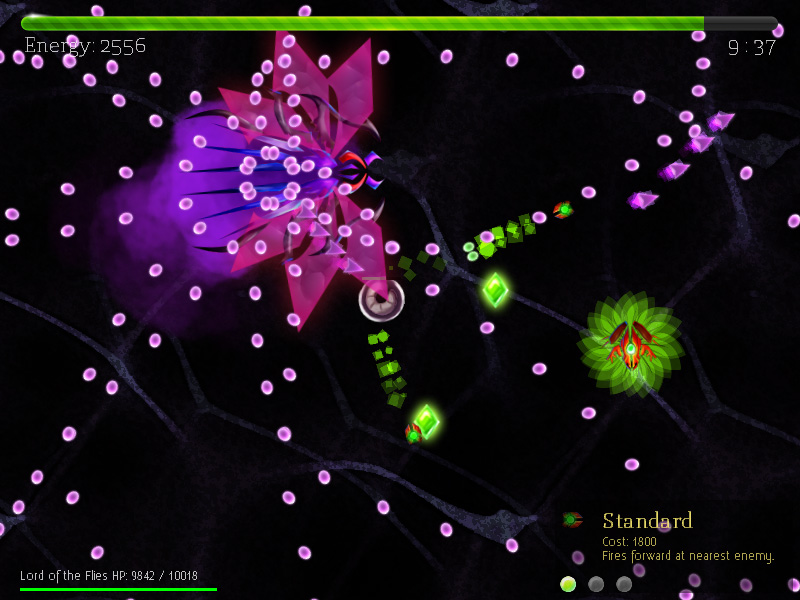 Energy: 2556
9:37
Standard
Cost: 1800
Fires forward at nearest enemy.
Lord of the Flies HP: 9842 / 10018